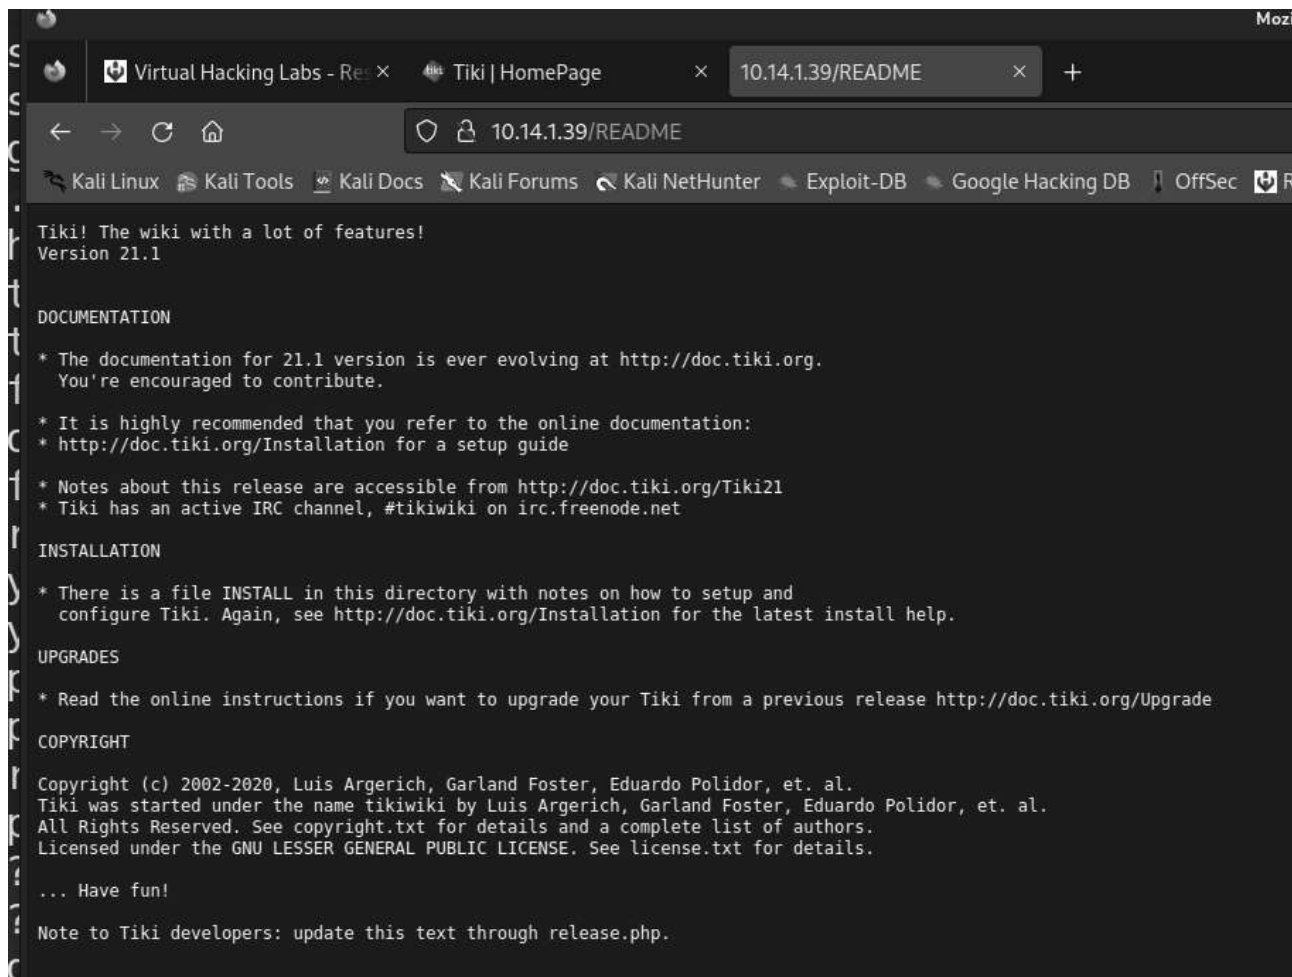 Mozi
Virtual Hacking Labs - Res
Tiki | HomePage
10.14.1.39/README
10.14.1.39/README
Kali Linux Kali Tools Kali Docs Kali Forums Kali NetHunter Exploit-DB Google Hacking DB OffSec R
Tiki! The wiki with a lot of features!
Version 21.1
DOCUMENTATION
* The documentation for 21.1 version is ever evolving at http://doc.tiki.org.
You're encouraged to contribute.
* It is highly recommended that you refer to the online documentation:
* http://doc.tiki.org/Installation for a setup guide
* Notes about this release are accessible from http://doc.tiki.org/Tiki21
* Tiki has an active IRC channel, #tikiwiki on irc.freenode.net
INSTALLATION
* There is a file INSTALL in this directory with notes on how to setup and
configure Tiki. Again, see http://doc.tiki.org/Installation for the latest install help.
UPGRADES
* Read the online instructions if you want to upgrade your Tiki from a previous release http://doc.tiki.org/Upgrade
COPYRIGHT
Copyright (c) 2002-2020, Luis Argerich, Garland Foster, Eduardo Polidor, et. al.
Tiki was started under the name tikiwiki by Luis Argerich, Garland Foster, Eduardo Polidor, et. al.
All Rights Reserved. See copyright.txt for details and a complete list of authors.
Licensed under the GNU LESSER GENERAL PUBLIC LICENSE. See license.txt for details.
... Have fun!
Note to Tiki developers: update this text through release.php.